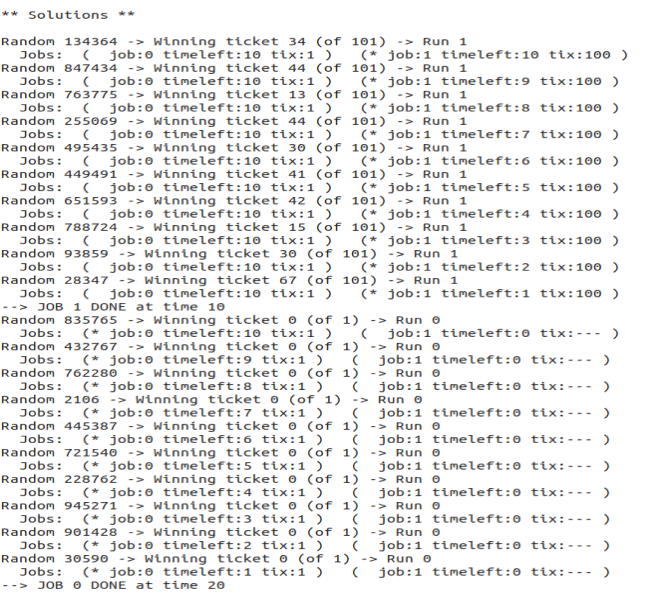 ** Solutions **
Random 134364 -> Winning ticket 34 (of 101) -> Run 1
Jobs: ( job:0 timeleft:10 tix:1 ) (* job:1 timeleft:10 tix:100 )
Random 847434 -> Winning ticket 44 (of 101) -> Run 1
Jobs: ( job:0 timeleft:10 tix:1 ) (* job:1 timeleft:9 tix:100 )
Random 763775 -> Winning ticket 13 (of 101) -> Run 1
Jobs: ( job:0 timeleft:10 tix:1 ) (* job:1 timeleft:8 tix:100 )
Random 255069 -> Winning ticket 44 (of 101) -> Run 1
Jobs: ( job:0 timeleft:10 tix:1 ) (* job:1 timeleft:7 tix:100 )
Random 495435 -> Winning ticket 30 (of 101) -> Run 1
Jobs: ( job:0 timeleft:10 tix:1 ) (* job:1 timeleft:6 tix:100 )
Random 449491 -> Winning ticket 41 (of 101) -> Run 1
Jobs: ( job:0 timeleft:10 tix:1 ) (* job:1 timeleft:5 tix:100 )
Random 651593 -> Winning ticket 42 (of 101) -> Run 1
Jobs: ( job:0 timeleft:10 tix:1 ) (* job:1 timeleft:4 tix:100 )
Random 788724 -> Winning ticket 15 (of 101) -> Run 1
Jobs: ( job:0 timeleft:10 tix:1 ) (* job:1 timeleft:3 tix:100 )
Random 93859 -> Winning ticket 30 (of 101) -> Run 1
Jobs: ( job:0 timeleft:10 tix:1 ) (* job:1 timeleft:2 tix:100 )
Random 28347 -> Winning ticket 67 (of 101) -> Run 1
Jobs: ( job:0 timeleft:10 tix:1 ) (* job:1 timeleft:1 tix:100 )
--> JOB 1 DONE at time 10
Random 835765 -> Winning ticket 0 (of 1) -> Run 0
Jobs: (* job:0 timeleft:10 tix:1 ) ( job:1 timeleft:0 tix:--- )
Random 432767 -> Winning ticket 0 (of 1) -> Run 0
Jobs: (* job:0 timeleft:9 tix:1 ) ( job:1 timeleft:0 tix:--- )
Random 762280 -> Winning ticket 0 (of 1) -> Run 0
Jobs: (* job:0 timeleft:8 tix:1 ) ( job:1 timeleft:0 tix:--- )
Random 2106 -> Winning ticket 0 (of 1) -> Run 0
Jobs: (* job:0 timeleft:7 tix:1 ) ( job:1 timeleft:0 tix:--- )
Random 445387 -> Winning ticket 0 (of 1) -> Run 0
Jobs: (* job:0 timeleft:6 tix:1 ) ( job:1 timeleft:0 tix:--- )
Random 721540 -> Winning ticket 0 (of 1) -> Run 0
Jobs: (* job:0 timeleft:5 tix:1 ) ( job:1 timeleft:0 tix:--- )
Random 228762 -> Winning ticket 0 (of 1) -> Run 0
Jobs: (* job:0 timeleft:4 tix:1 ) ( job:1 timeleft:0 tix:--- )
Random 945271 -> Winning ticket 0 (of 1) -> Run 0
Jobs: (* job:0 timeleft:3 tix:1 ) ( job:1 timeleft:0 tix:--- )
Random 901428 -> Winning ticket 0 (of 1) -> Run 0
Jobs: (* job:0 timeleft:2 tix:1 ) ( job:1 timeleft:0 tix:--- )
Random 30590 -> Winning ticket 0 (of 1) -> Run 0
Jobs: (* job:0 timeleft:1 tix:1 ) ( job:1 timeleft:0 tix:--- )
--> JOB 0 DONE at time 20